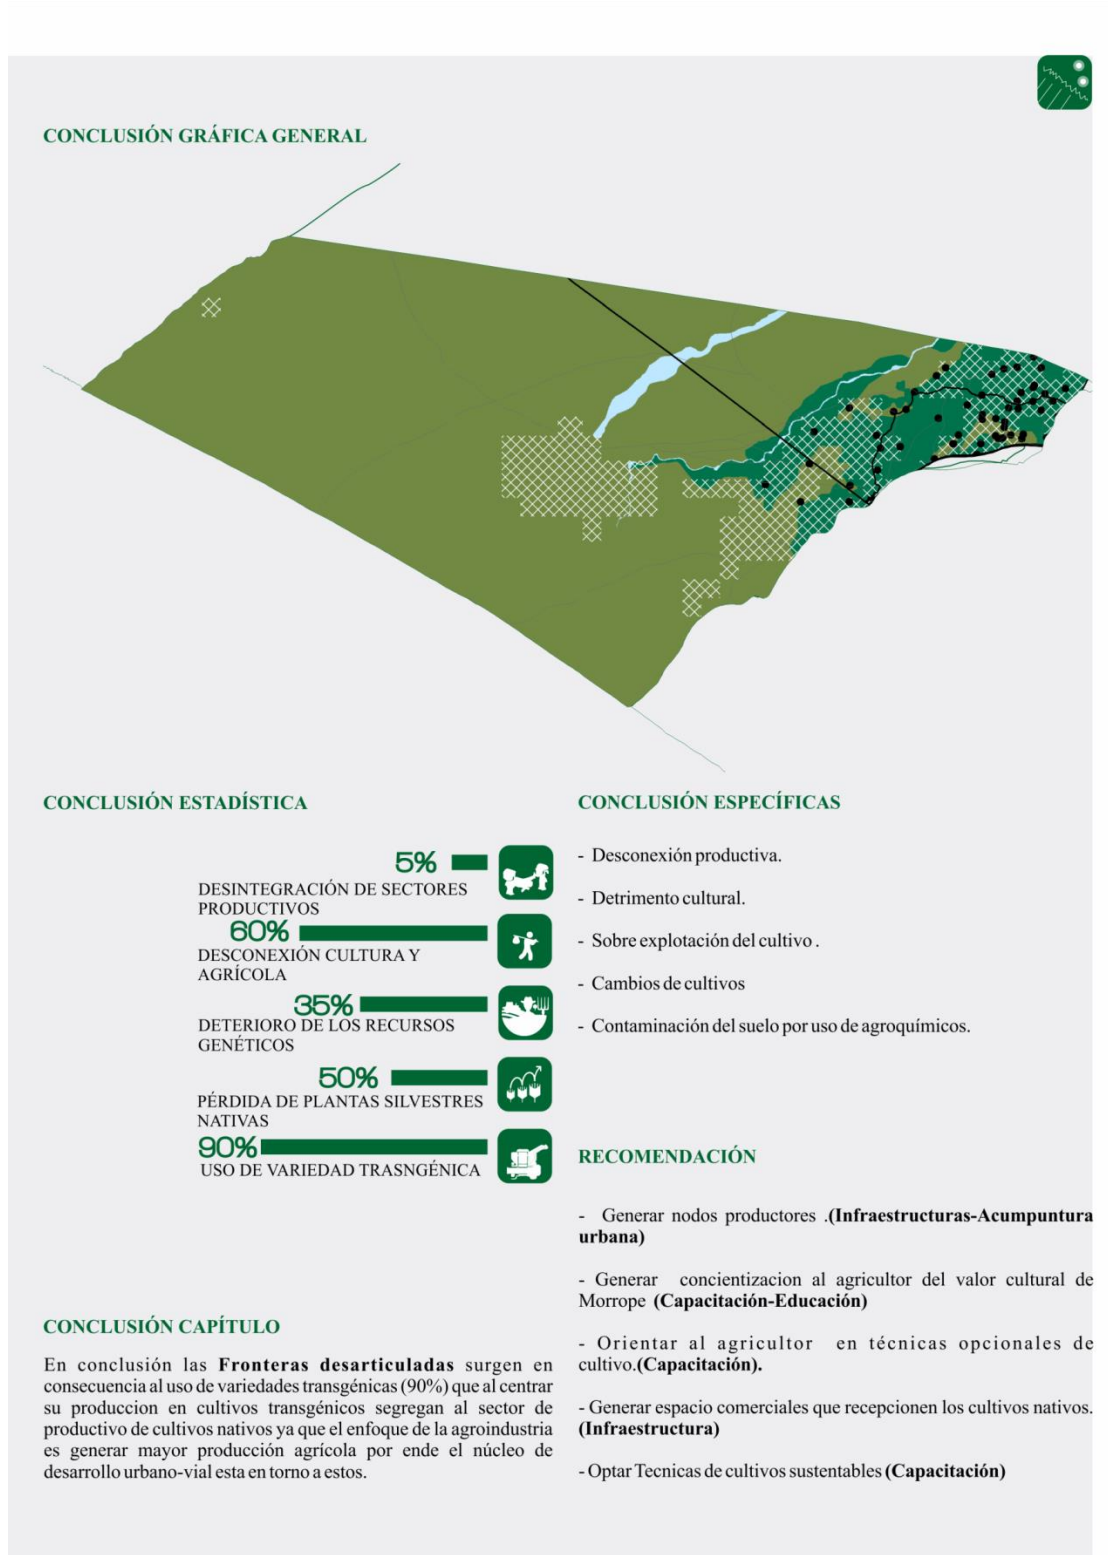 CONCLUSIÓN GRÁFICA GENERAL
CONCLUSIÓN ESTADÍSTICA
5%
DESINTEGRACIÓN DE SECTORES
PRODUCTIVOS
60%
DESCONEXIÓN CULTURA Y
AGRÍCOLA
35%
DETERIORO DE LOS RECURSOS
GENÉTICOS
50%
PÉRDIDA DE PLANTAS SILVESTRES
NATIVAS
90%
USO DE VARIEDAD TRASNGÉNICA
CONCLUSIÓN CAPÍTULO
En conclusión las Fronteras desarticuladas surgen en
consecuencia al uso de variedades transgénicas (90%) que al centrar
su produccion en cultivos transgénicos segregan al sector de
productivo de cultivos nativos ya que el enfoque de la agroindustria
es generar mayor producción agrícola por ende el núcleo de
desarrollo urbano-vial esta en torno a estos.
CONCLUSIÓN ESPECÍFICAS
- Desconexión productiva.
- Detrimento cultural.
- Sobre explotación del cultivo .
- Cambios de cultivos
- Contaminación del suelo por uso de agroquímicos.
RECOMENDACIÓN
- Generar nodos productores .(Infraestructuras-Acumpuntura
urbana)
- Generar concientizacion al agricultor del valor cultural de
Morrope (Capacitación-Educación)
- Orientar al agricultor en técnicas opcionales de
cultivo.(Capacitación).
- Generar espacio comerciales que recepcionen los cultivos nativos.
(Infraestructura)
- Optar Tecnicas de cultivos sustentables (Capacitación)